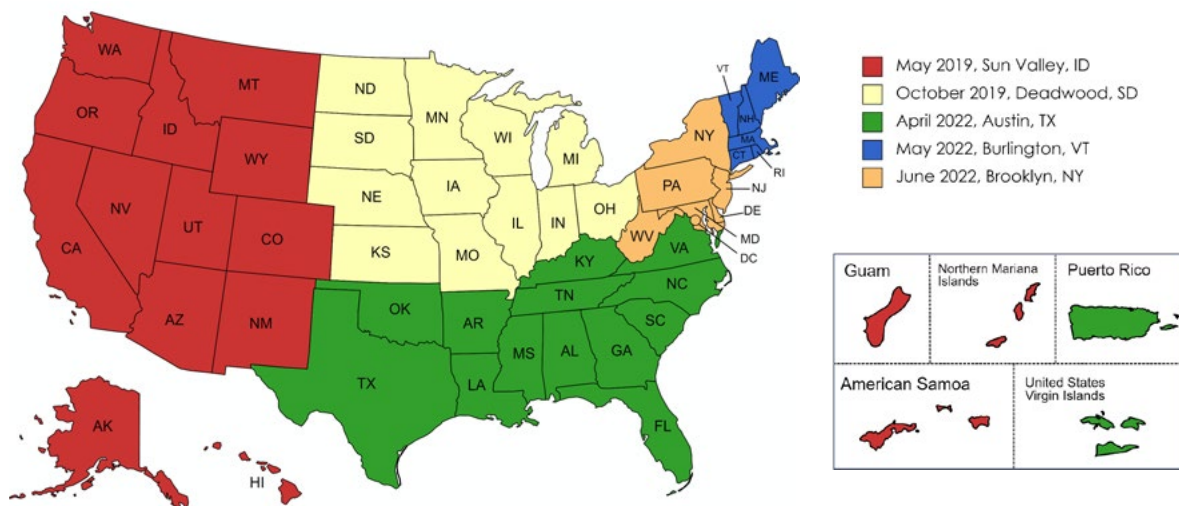 WA
OR
CA
ID
NV
MT
WY
UT
CO
AZ
NM
AK
HI
ND
SD
NE
KS
MN
IA
MO
WI
IL
MI
IN
OH
OK
TX
AR
LA
KY
TN
MS
AL
GA
FL
SC
NC
VA
WV
PA
NY
VT
NH
ME
MA
CT
RI
NJ
DE
MD
DC
May 2019, Sun Valley, ID
October 2019, Deadwood, SD
April 2022, Austin, TX
May 2022, Burlington, VT
June 2022, Brooklyn, NY
Guam
Northern Mariana
Islands
Puerto Rico
American Samoa
United States
Virgin Islands